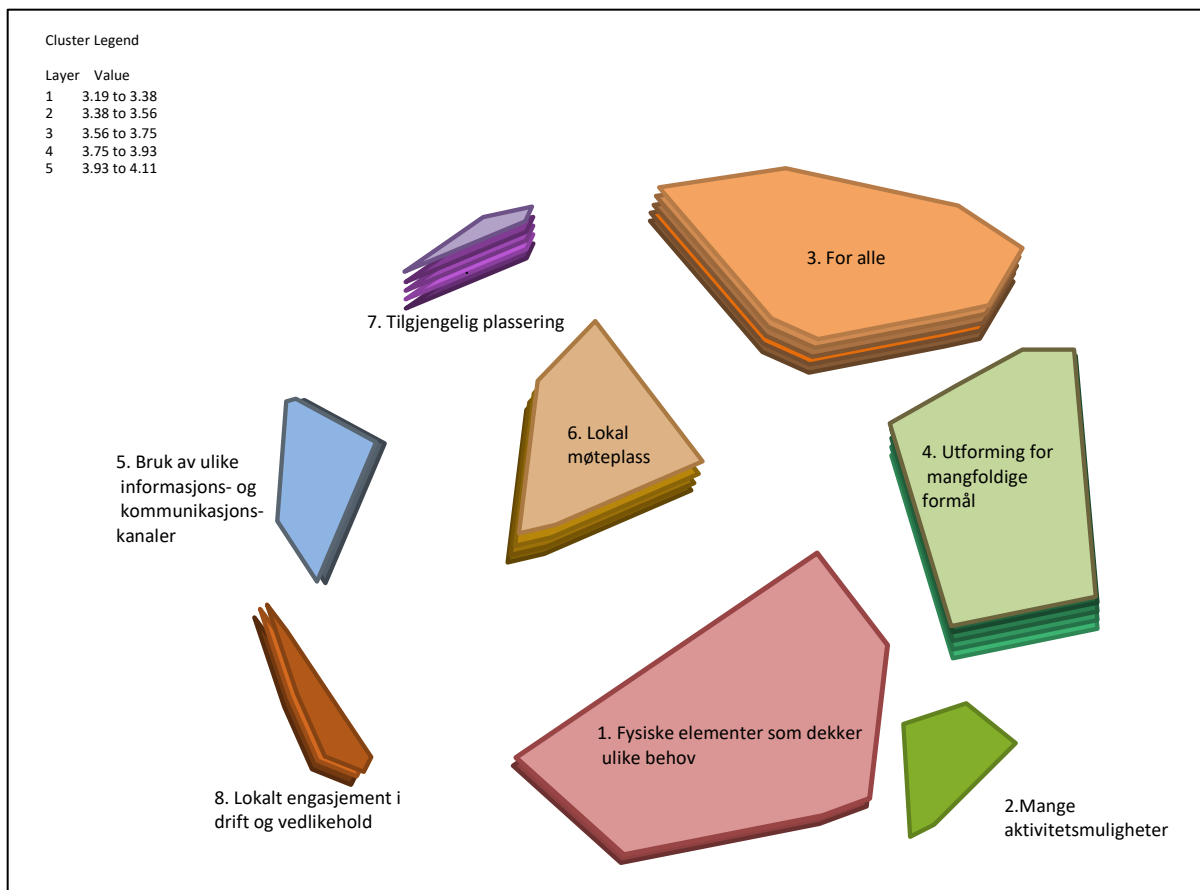 Cluster Legend
Layer Value
1 3.19 to 3.38
2 3.38 to 3.56
3 3.56 to 3.75
4 3.75 to 3.93
5 3.93 to 4.11
3. For alle
7. Tilgjengelig plassering
6. Lokal
møteplass
4. Utforming for
mangfoldige
formål
5. Bruk av ulike
informasjons- og
kommunikasjons-
kanaler
1. Fysiske elementer som dekker
ulike behov
8. Lokalt engasjement i
drift og vedlikehold
2.Mange
aktivitetsmuligheter